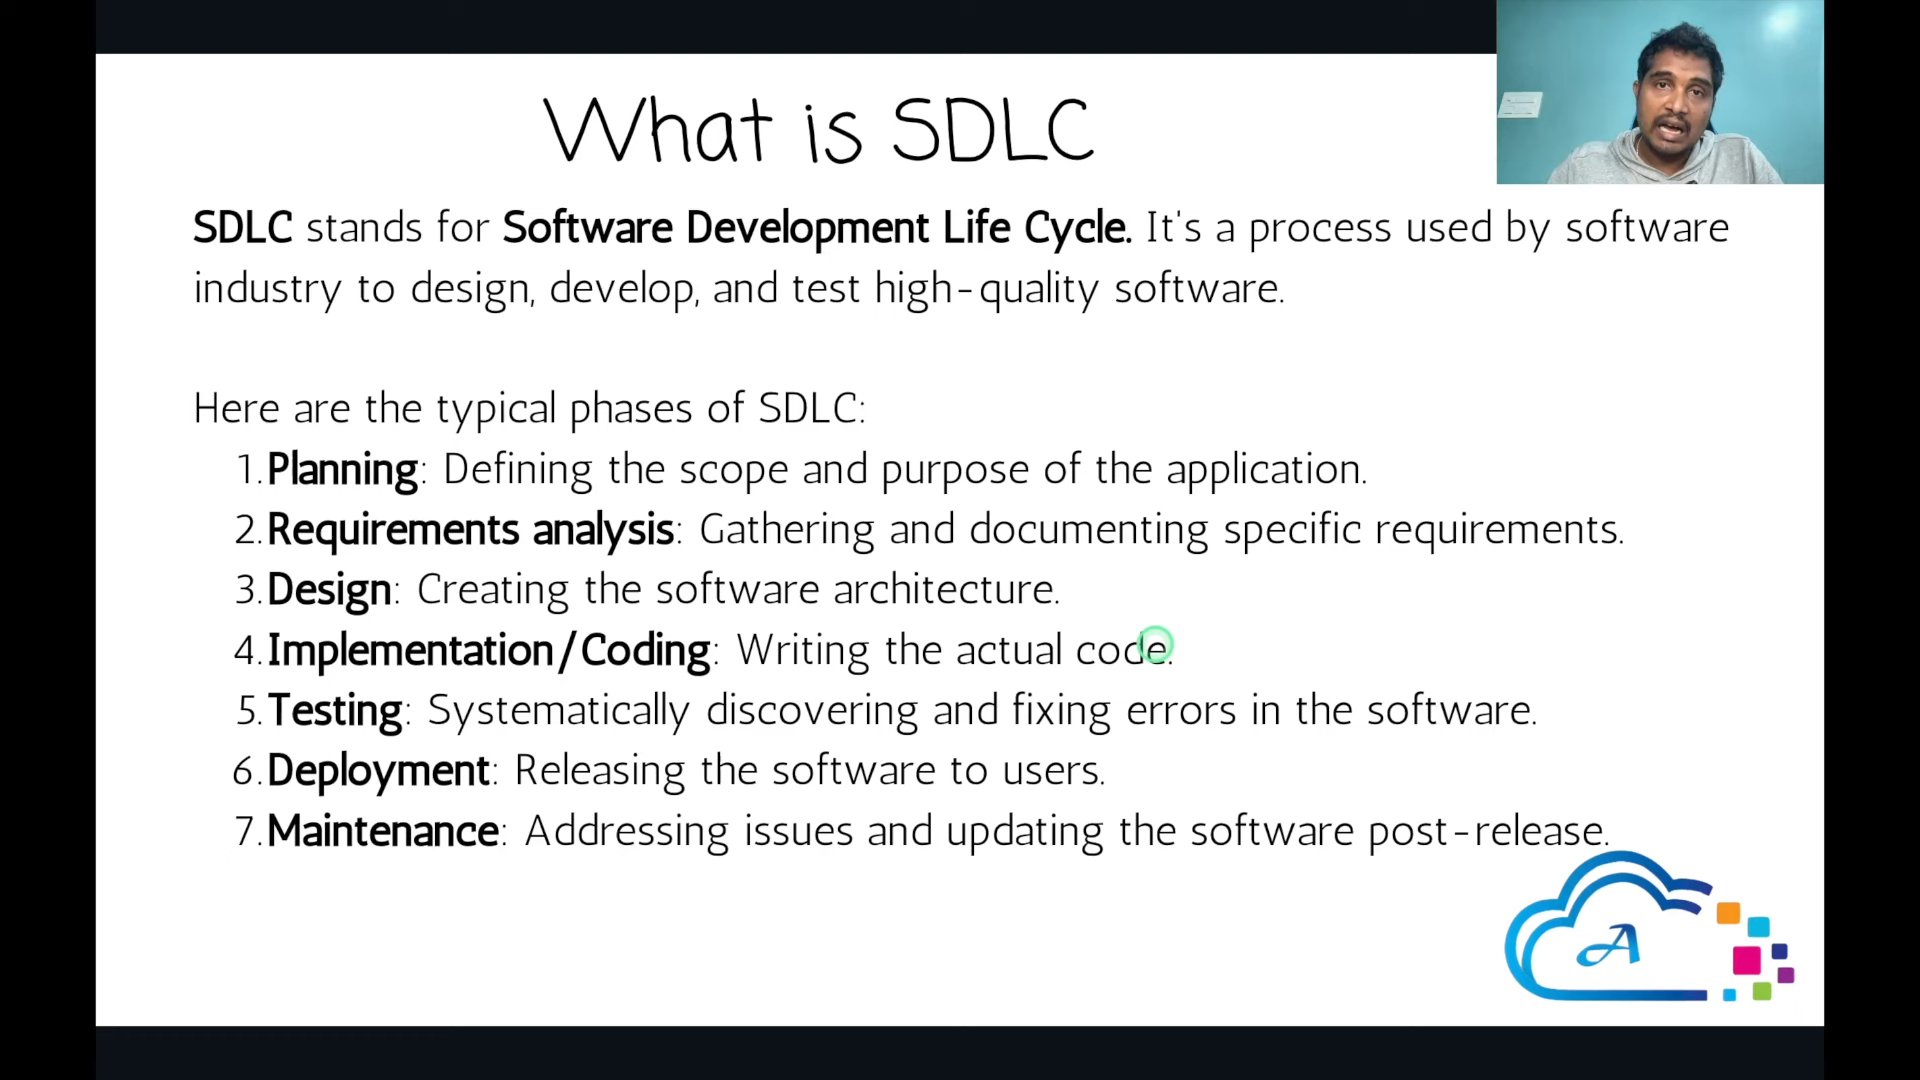 What is SDLC
SDLC stands for Software Development Life Cycle. It's a process used by software
industry to design, develop, and test high-quality software.
Here are the typical phases of SDLC:
1. Planning: Defining the scope and purpose of the application.
2. Requirements analysis: Gathering and documenting specific requirements.
3. Design: Creating the software architecture.
4. Implementation/Coding: Writing the actual code.
5. Testing: Systematically discovering and fixing errors in the software.
6. Deployment: Releasing the software to users.
7. Maintenance: Addressing issues and updating the software post-release.
A